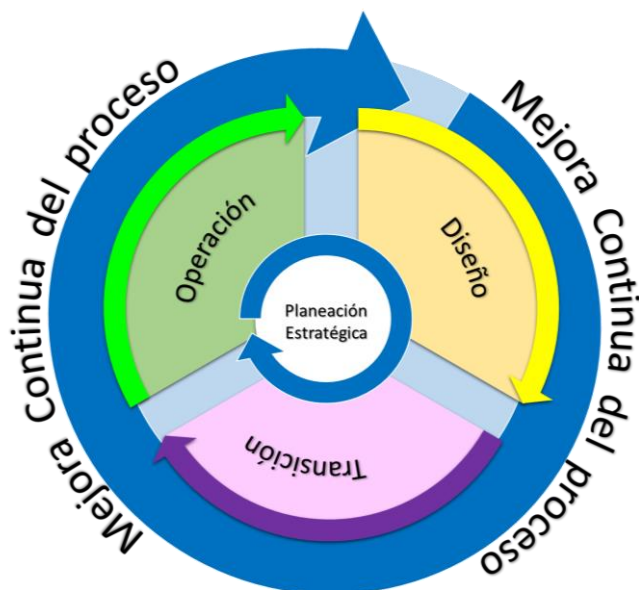 Mejora Continua del proceso
Mejora Continua del proceso
Operación
Diseño
Planeación
Estratégica
Transición